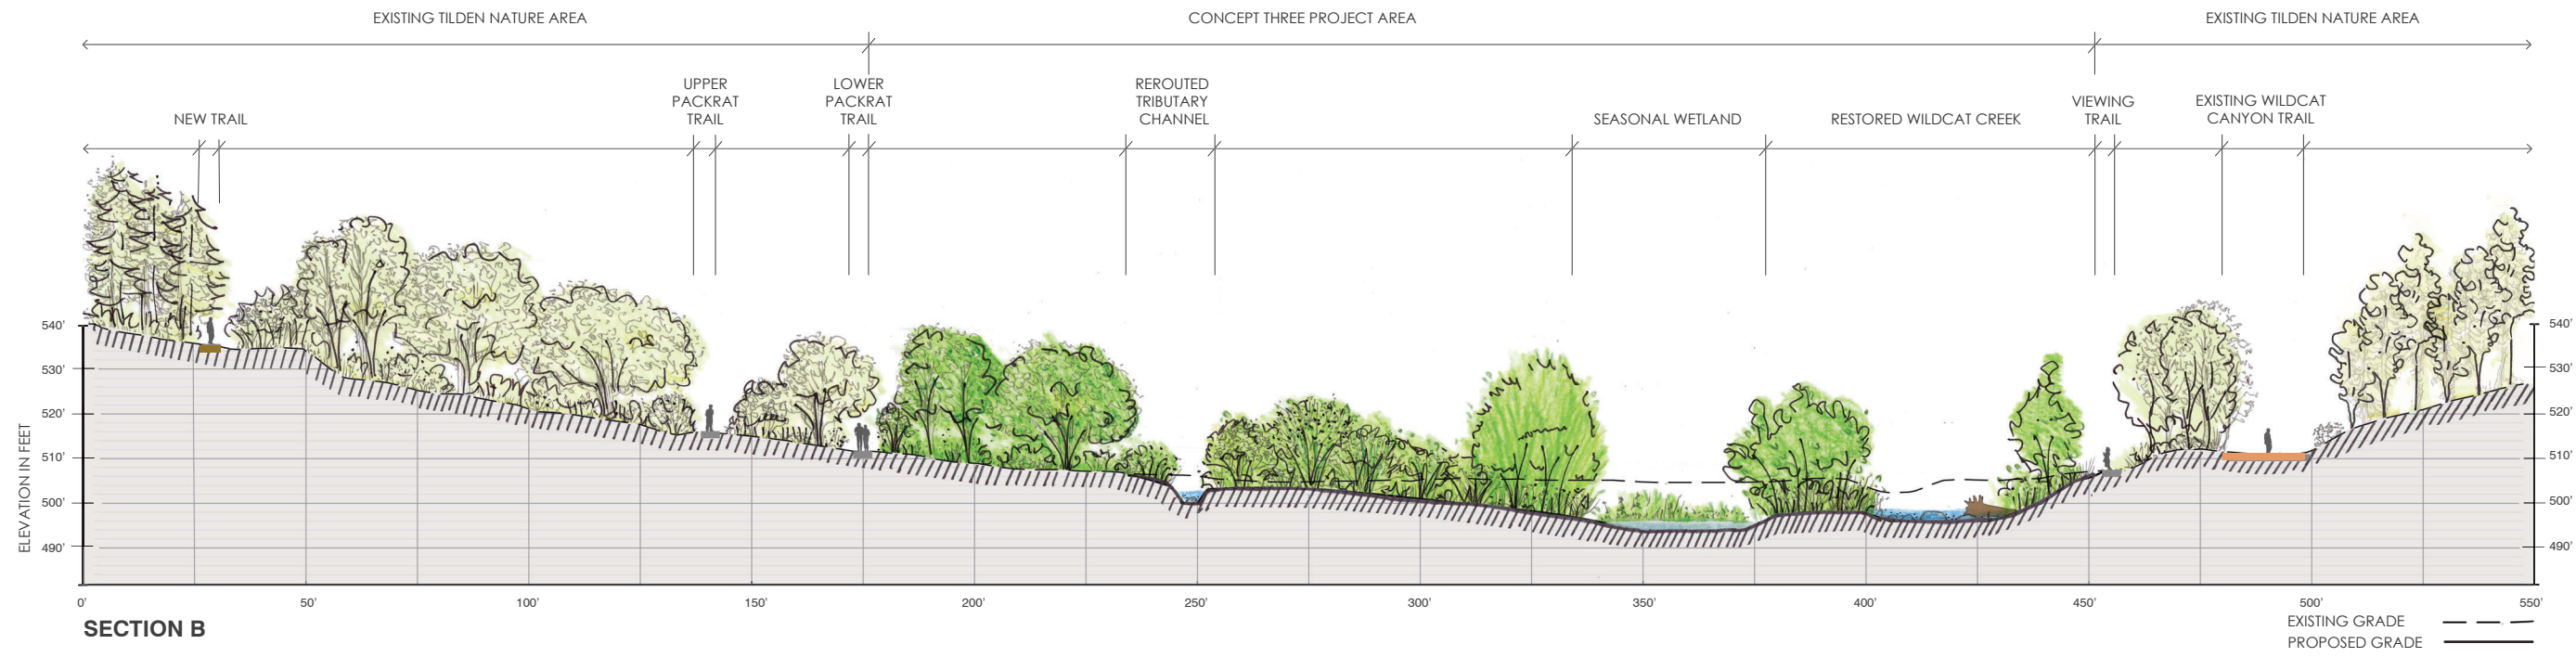 EXISTING TILDEN NATURE AREA
CONCEPT THREE PROJECT AREA
EXISTING TILDEN NATURE AREA
NEW TRAIL
UPPER
PACKRAT
TRAIL
LOWER
PACKRAT
TRAIL
REROUTED
TRIBUTARY
CHANNEL
SEASONAL WETLAND
RESTORED WILDCAT CREEK
VIEWING
TRAIL
EXISTING WILDCAT
CANYON TRAIL
ELEVATION IN FEET
540'
530'
520'
510'
500'
490'
540'
530'
520'
510'
500'
490'
0'
50'
100'
150'
200'
250'
300'
350'
400'
450'
500'
550'
SECTION B
EXISTING GRADE
PROPOSED GRADE